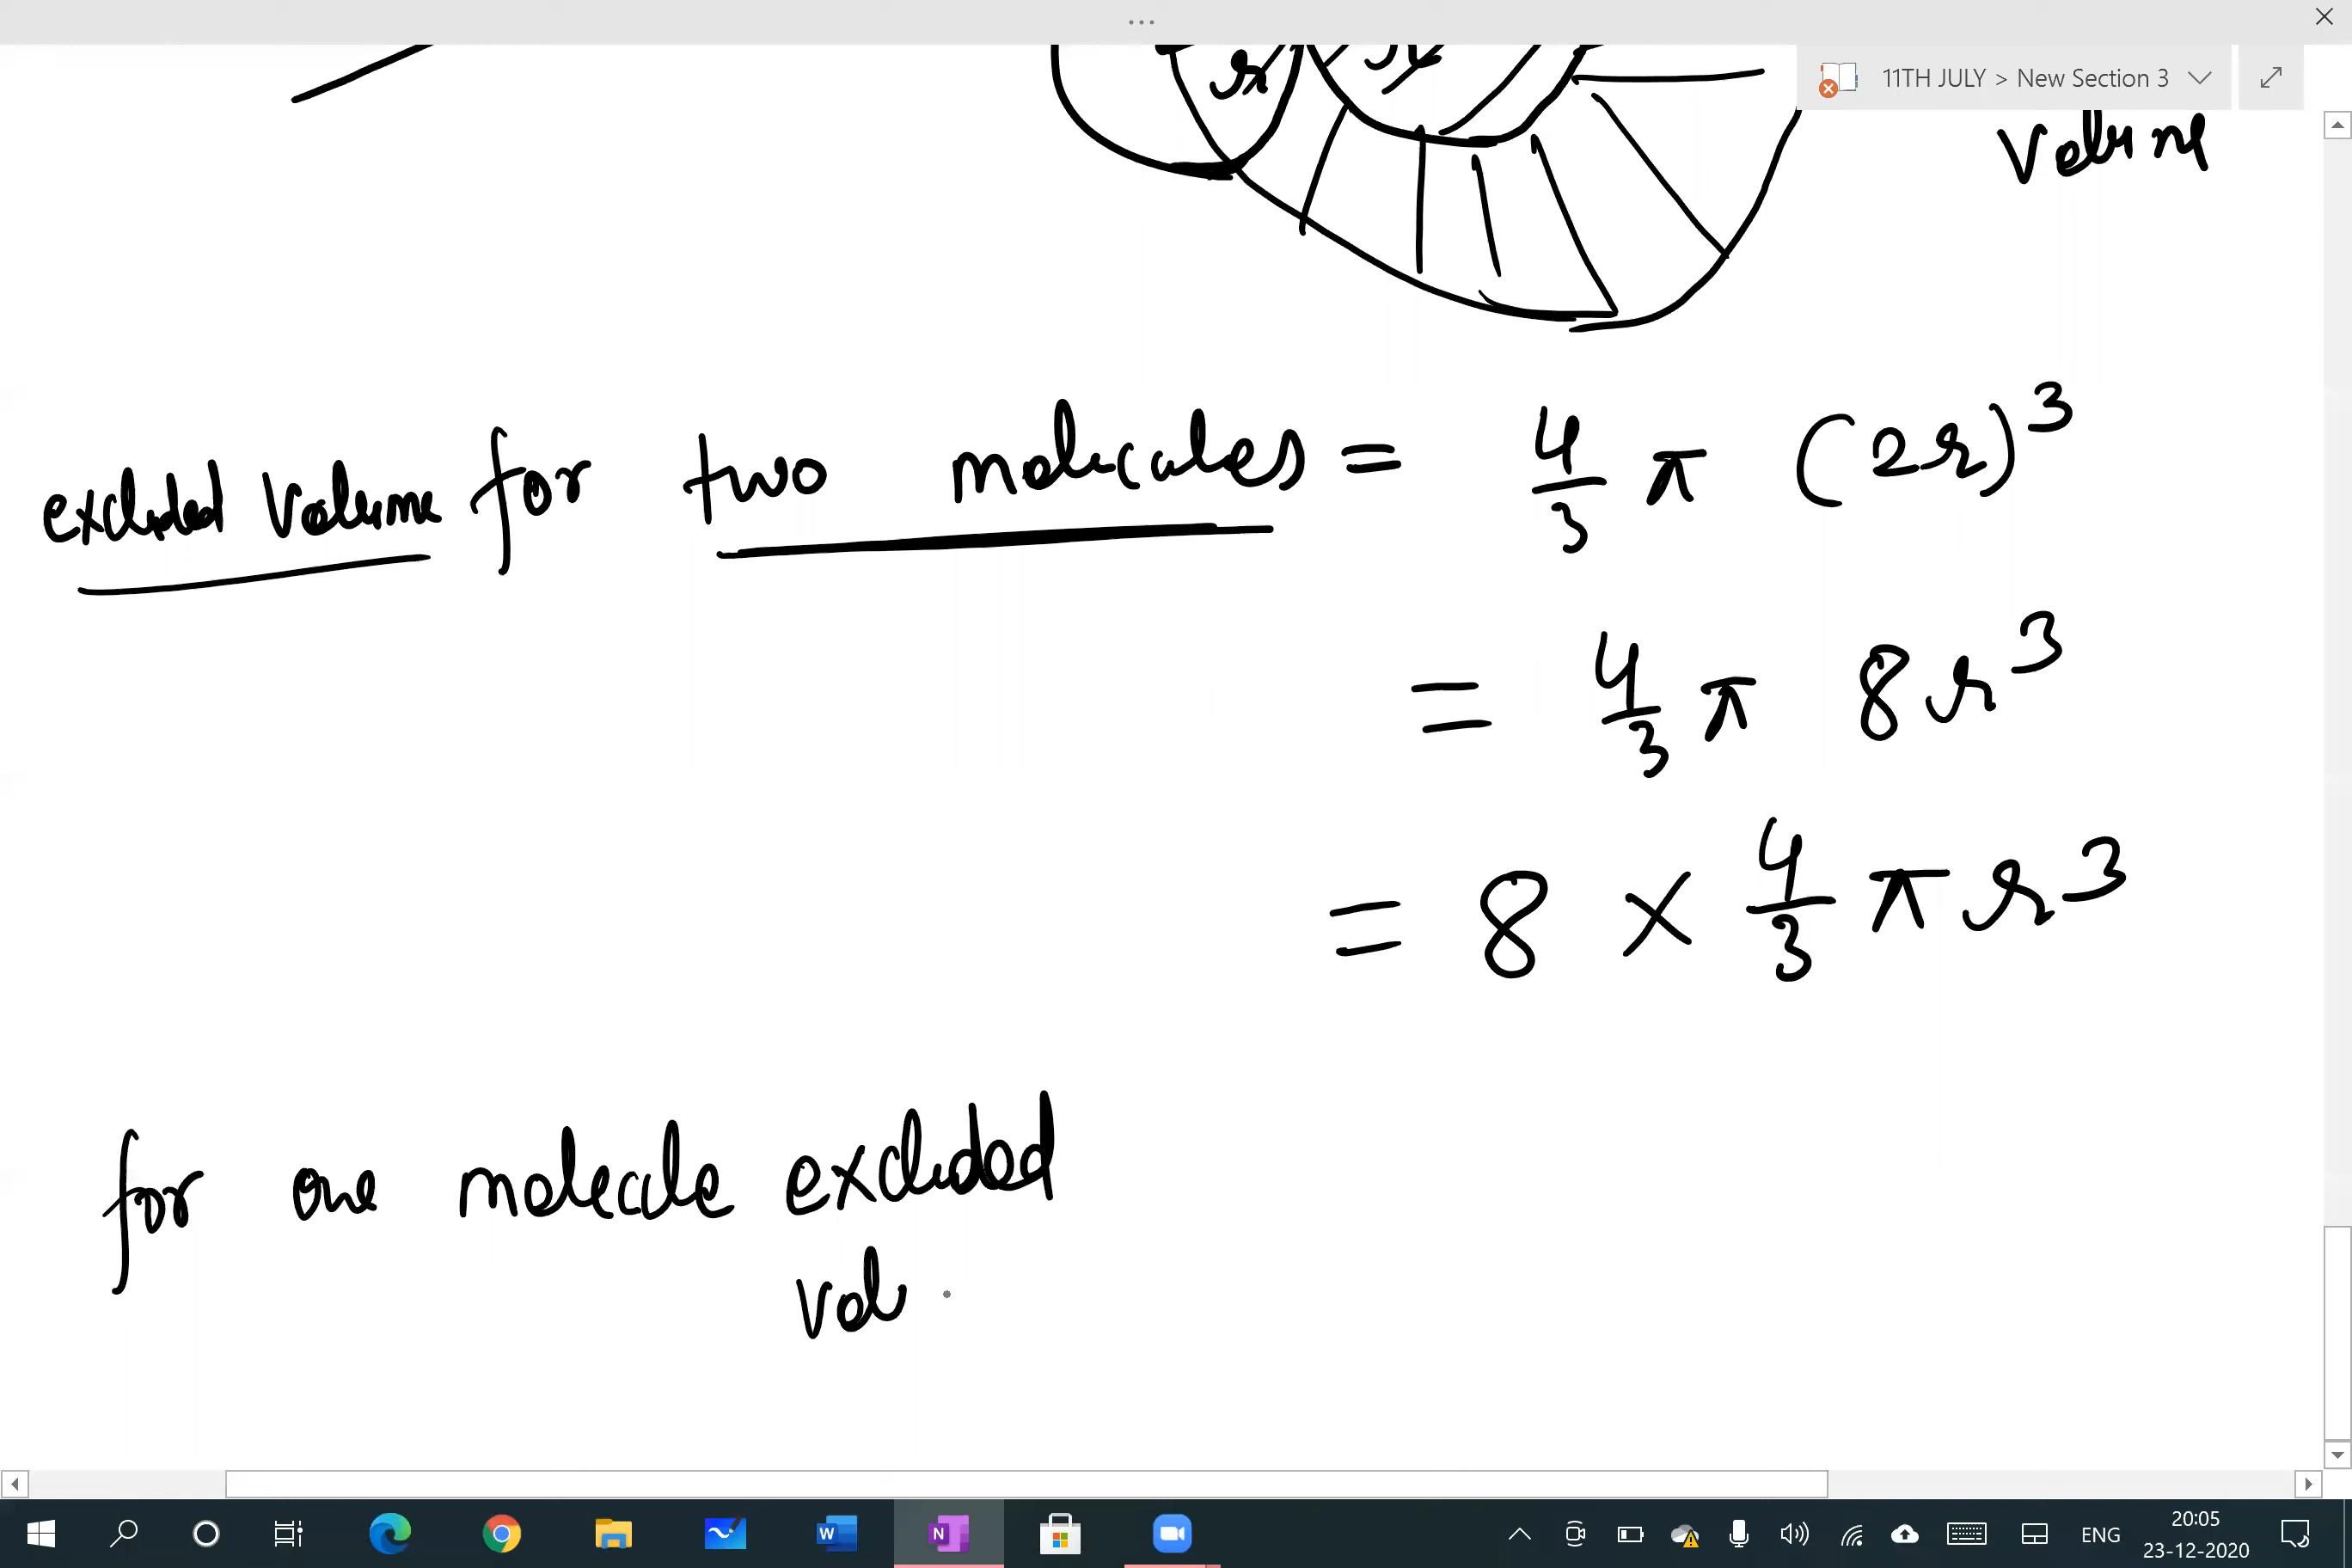 ...
11TH JULY > New Section 3
r r
Volume
excluded Volume for two molecules = 4/3 π (2r)³
= 4/3 π 8r³
= 8 × 4/3 π r³
for one molecule excluded
Vol
W N ENG 20:05
23-12-2020